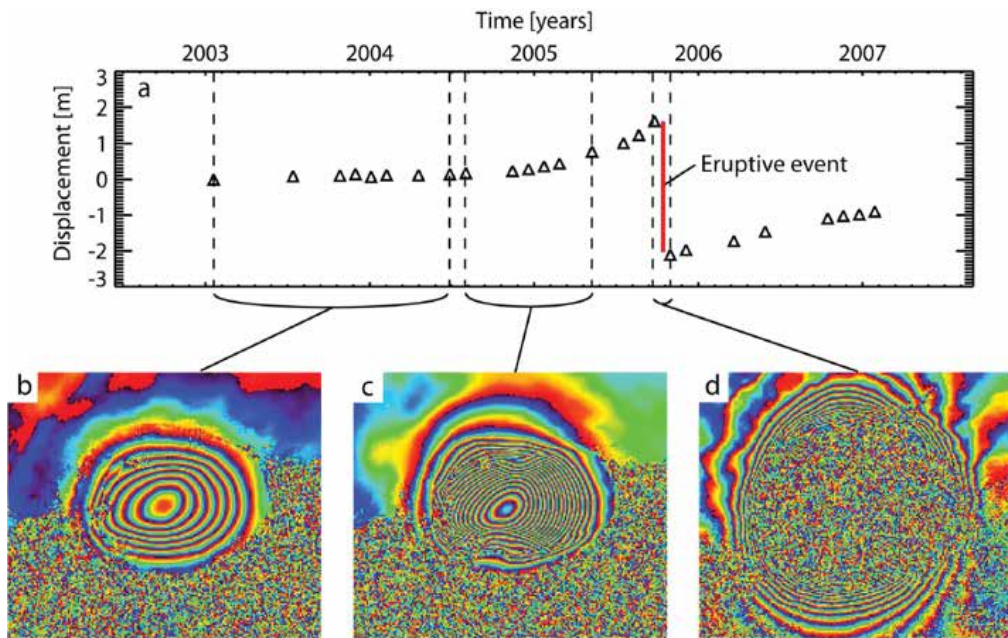 Time [years]
2003 2004 2005 2006 2007
a
Displacement [m]
3
2
1
0
-1
-2
-3
Eruptive event
b c d